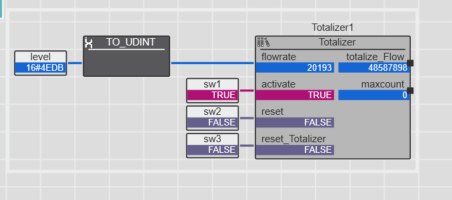 Totalizer1
TO_UDINT
Totalizer
level
16#4EDB
flowrate
20193
totalize_Flow
48587898
sw1
TRUE
activate
TRUE
maxcount
0
sw2
FALSE
reset
FALSE
sw3
FALSE
reset_Totalizer
FALSE